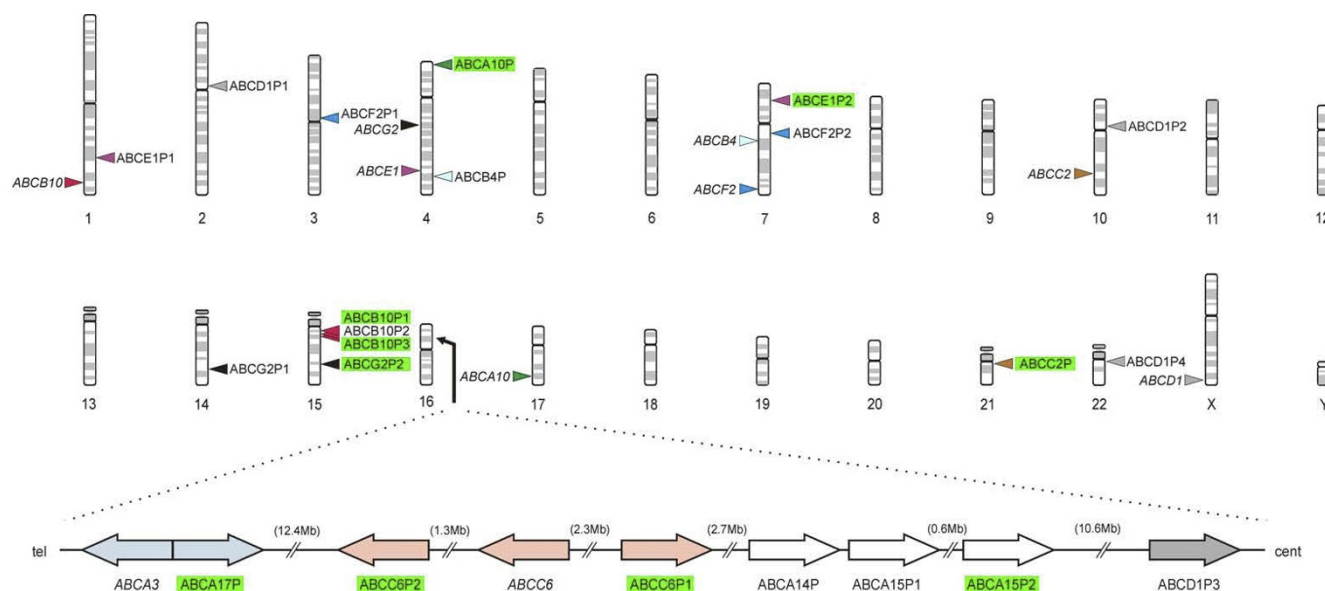 ABCA10P
ABCD1P1
ABCE1P2
ABCF2P1
ABCG2
ABCF2P2
ABCD1P2
ABCB4
ABCE1P1
ABCE1
ABCB4P
ABCC2
ABCB10
ABCF2
1 2 3 4 5 6 7 8 9 10 11 12
ABCB10P1
ABCB10P2
ABCB10P3
ABCG2P2
ABCG2P1
ABCA10
ABCC2P
ABCD1P4
ABCD1
13 14 15 16 17 18 19 20 21 22 X Y
(12.4Mb) (1.3Mb) (2.3Mb) (2.7Mb) (0.6Mb) (10.6Mb)
tel cent
ABCA3 ABCA17P ABCC6P2 ABCC6 ABCC6P1 ABCA14P ABCA15P1 ABCA15P2 ABCD1P3